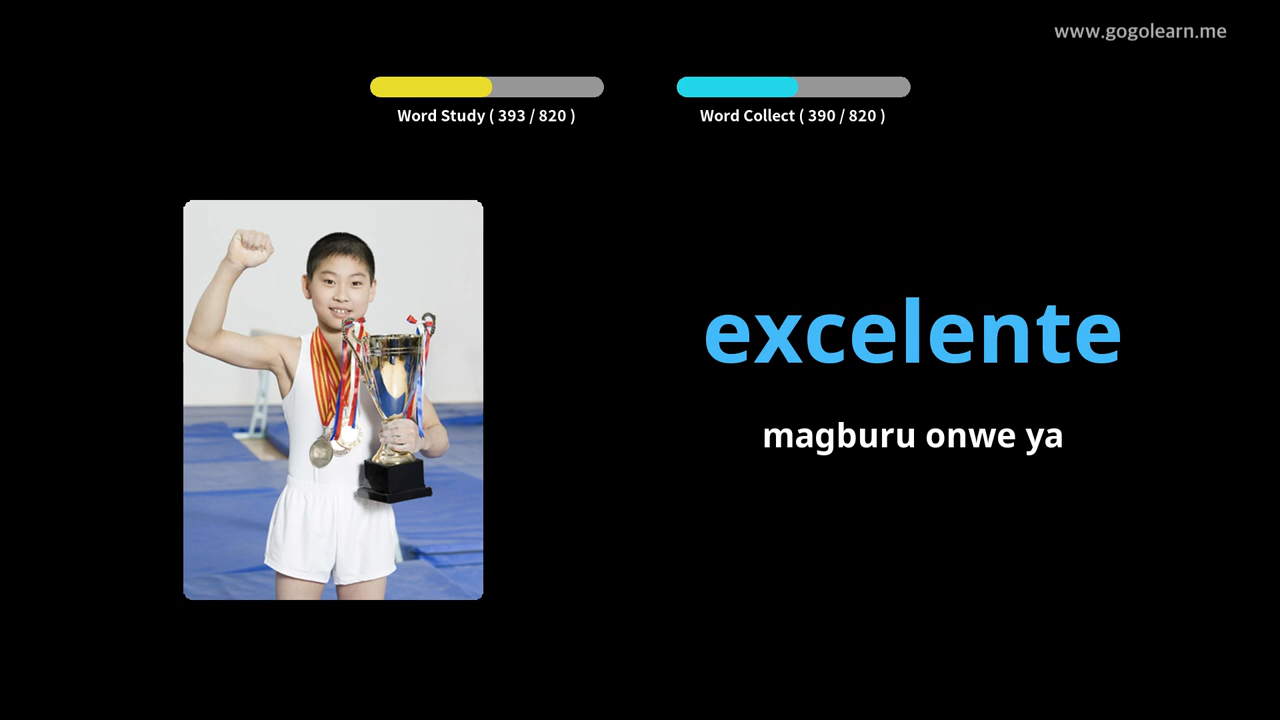 www.gogolearn.me
Word Study ( 393 / 820 )
Word Collect ( 390 / 820 )
excelente
magburu onwe ya